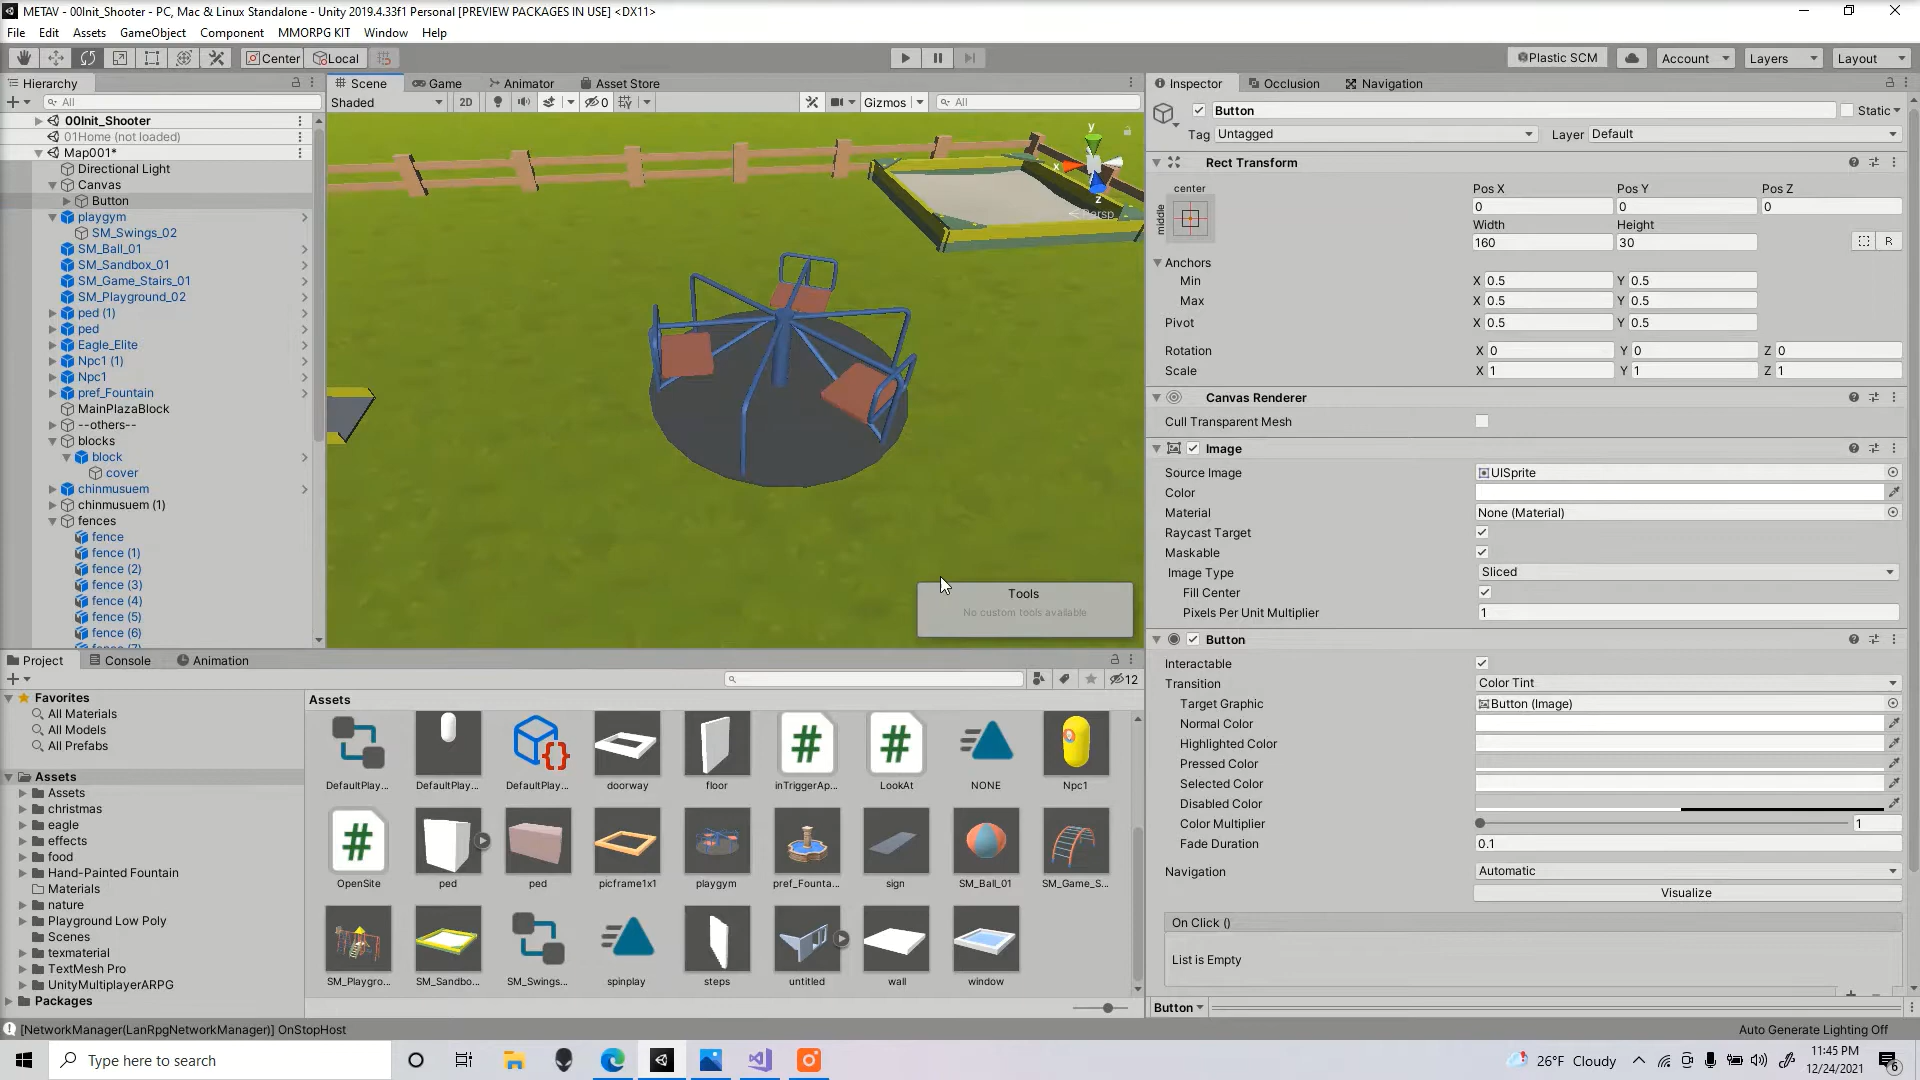 METAV - 00Init_Shooter - PC, Mac & Linux Standalone - Unity 2019.4.33f1 Personal [PREVIEW PACKAGES IN USE] <DX11>
File Edit Assets GameObject Component MMORPG KIT Window Help
Center Local Plastic SCM Account Layers Layout
Hierarchy Scene Game Animator Asset Store Inspector Occlusion Navigation
All Shaded 2D 0 Gizmos All
00Init_Shooter
01Home (not loaded)
Map001*
Directional Light
Canvas
Button
playgym
SM_Swings_02
SM_Ball_01
SM_Sandbox_01
SM_Game_Stairs_01
SM_Playground_02
ped (1)
ped
Eagle_Elite
Npc1 (1)
Npc1
pref_Fountain
MainPlazaBlock
--others--
blocks
block
cover
chinmusuem
chinmusuem (1)
fences
fence
fence (1)
fence (2)
fence (3)
fence (4)
fence (5)
fence (6)
y
x
z
Persp
Tools
No custom tools available
Button Static
Tag Untagged Layer Default
Rect Transform
center
middle
Pos X Pos Y Pos Z
0 0 0
Width Height
160 30 R
Anchors
Min X 0.5 Y 0.5
Max X 0.5 Y 0.5
Pivot X 0.5 Y 0.5
Rotation X 0 Y 0 Z 0
Scale X 1 Y 1 Z 1
Canvas Renderer
Cull Transparent Mesh
Image
Source Image UISprite
Color
Material None (Material)
Raycast Target
Maskable
Image Type Sliced
Fill Center
Pixels Per Unit Multiplier 1
Button
Interactable
Transition Color Tint
Target Graphic Button (Image)
Normal Color
Highlighted Color
Pressed Color
Selected Color
Disabled Color
Color Multiplier 1
Fade Duration 0.1
Navigation Automatic
Visualize
On Click ()
List is Empty
Button
Project Console Animation
12
Favorites
All Materials
All Models
All Prefabs
Assets
Assets
christmas
eagle
effects
food
Hand-Painted Fountain
Materials
nature
Playground Low Poly
Scenes
texmaterial
TextMesh Pro
UnityMultiplayerARPG
Packages
Assets
DefaultPlay... DefaultPlay... DefaultPlay... doorway floor inTriggerAp... LookAt NONE Npc1
OpenSite ped ped picframe1x1 playgym pref_Founta... sign SM_Ball_01 SM_Game_S...
SM_Playgro... SM_Sandbo... SM_Swings... spinplay steps untitled wall window
[NetworkManager(LanRpgNetworkManager)] OnStopHost
Auto Generate Lighting Off
Type here to search
26°F Cloudy
11:45 PM
12/24/2021
6